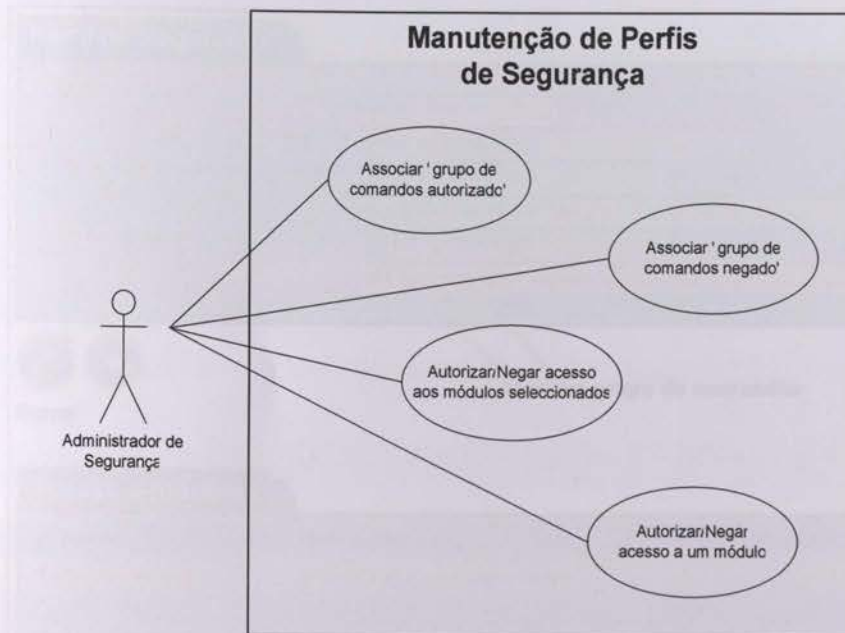 Manutenção de Perfis
de Segurança
Associar 'grupo de
comandos autorizado'
Associar 'grupo de
comandos negado'
Autorizar/Negar acesso
aos módulos seleccionados
Administrador de
Segurança
Autorizar/Negar
acesso a um módulo